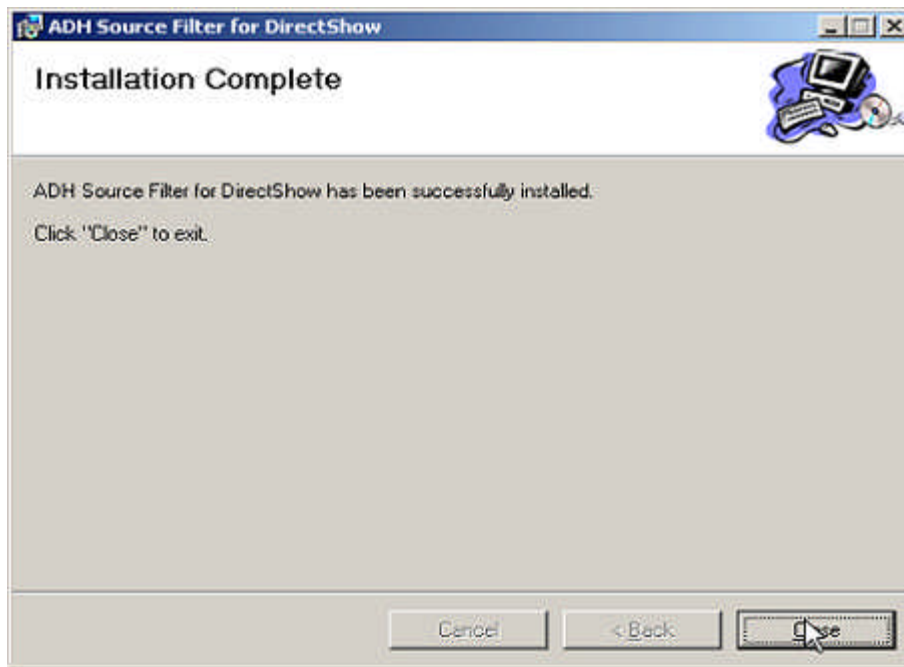 ADH Source Filter for DirectShow
Installation Complete
ADH Source Filter for DirectShow has been successfully installed.
Click "Close" to exit.
Cancel
< Back
Close